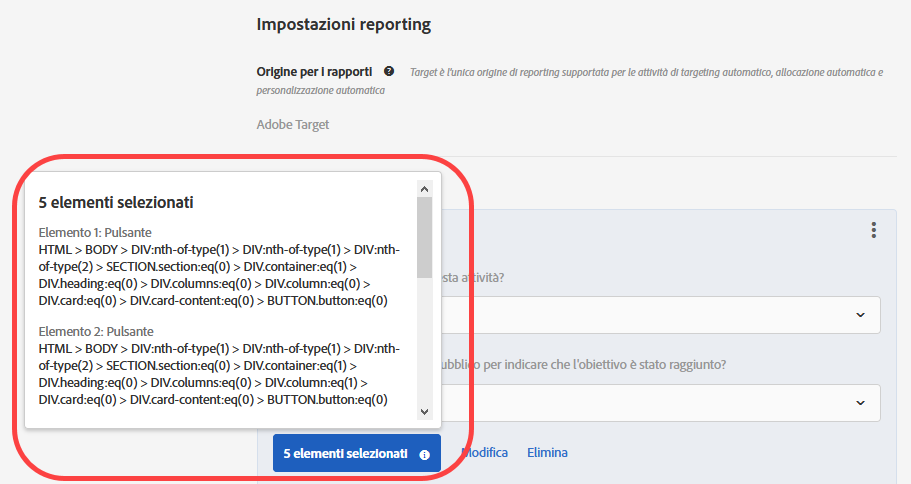 Impostazioni reporting
Origine per i rapporti ? Target è l'unica origine di reporting supportata per le attività di targeting automatico, allocazione automatica e
personalizzazione automatica
Adobe Target
5 elementi selezionati
Elemento 1: Pulsante
HTML > BODY > DIV:nth-of-type(1) > DIV:nth-of-type(1) > DIV:nth-
of-type(2) > SECTION.section:eq(0) > DIV.container:eq(1) >
DIV.heading:eq(0) > DIV.columns:eq(0) > DIV.column:eq(0) >
DIV.card:eq(0) > DIV.card-content:eq(0) > BUTTON.button:eq(0)
Elemento 2: Pulsante
HTML > BODY > DIV:nth-of-type(1) > DIV:nth-of-type(1) > DIV:nth-
of-type(2) > SECTION.section:eq(0) > DIV.container:eq(1) >
DIV.heading:eq(0) > DIV.columns:eq(0) > DIV.column:eq(1) >
DIV.card:eq(0) > DIV.card-content:eq(0) > BUTTON.button:eq(0)
attività?
per indicare che l'obiettivo è stato raggiunto?
5 elementi selezionati i Modifica Elimina